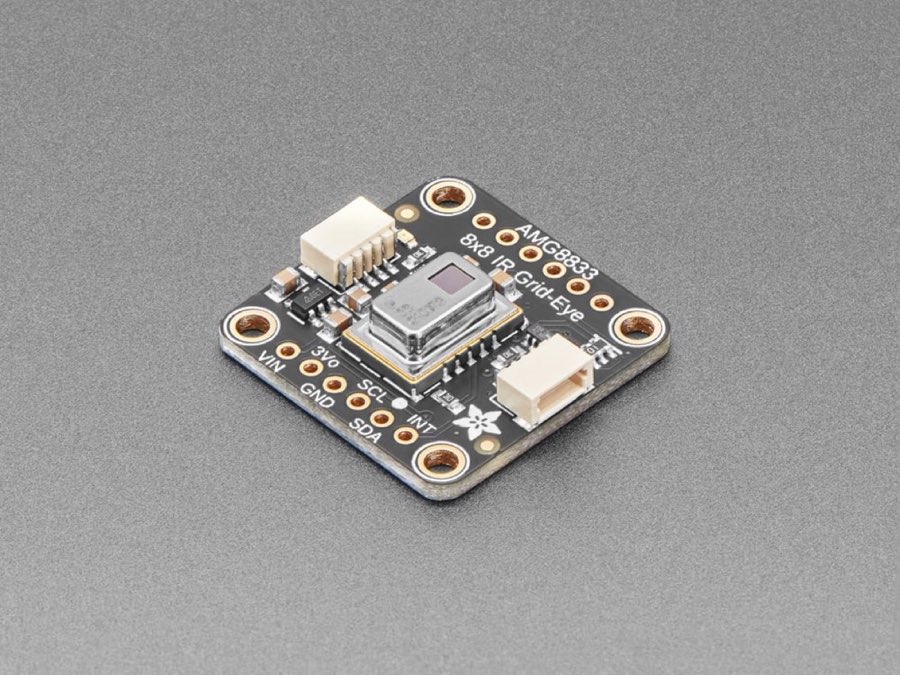 AMG8833
8x8 IR Grid-Eye
VIN
3Vo
GND
SCL
SDA
INT